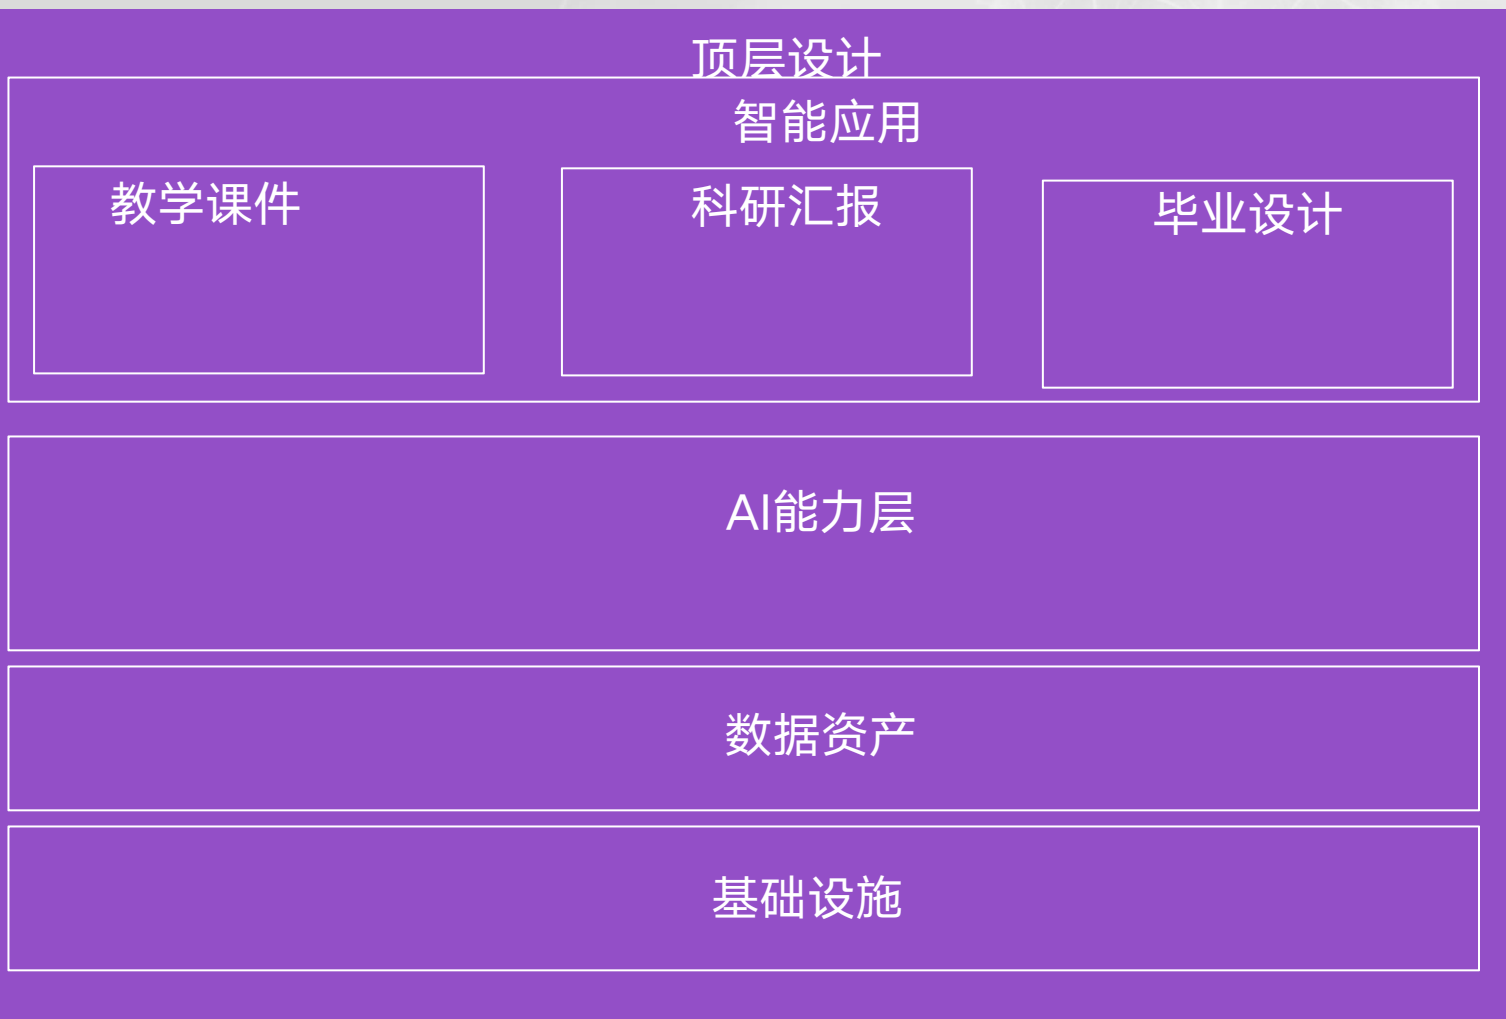 顶层设计
智能应用
教学课件
科研汇报
毕业设计
AI能力层
数据资产
基础设施